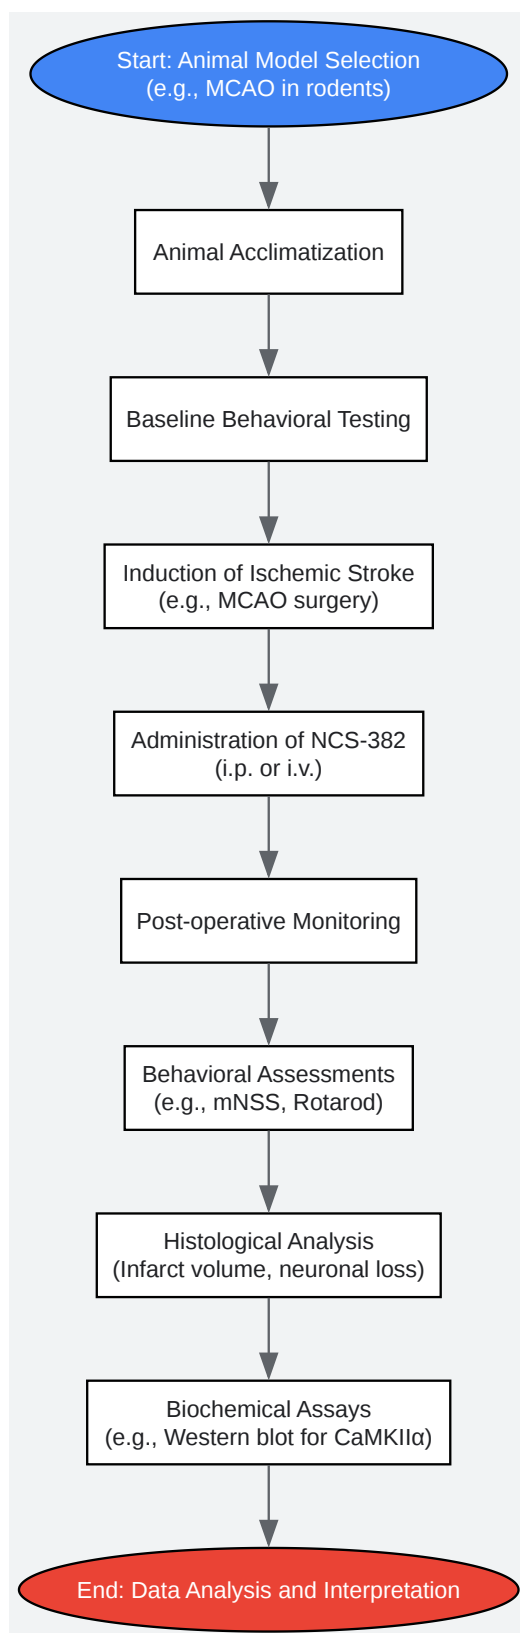 Start: Animal Model Selection
(e.g., MCAO in rodents)
Animal Acclimatization
Baseline Behavioral Testing
Induction of Ischemic Stroke
(e.g., MCAO surgery)
Administration of NCS-382
(i.p. or i.v.)
Post-operative Monitoring
Behavioral Assessments
(e.g., mNSS, Rotarod)
Histological Analysis
(Infarct volume, neuronal loss)
Biochemical Assays
(e.g., Western blot for CaMKIIα)
End: Data Analysis and Interpretation